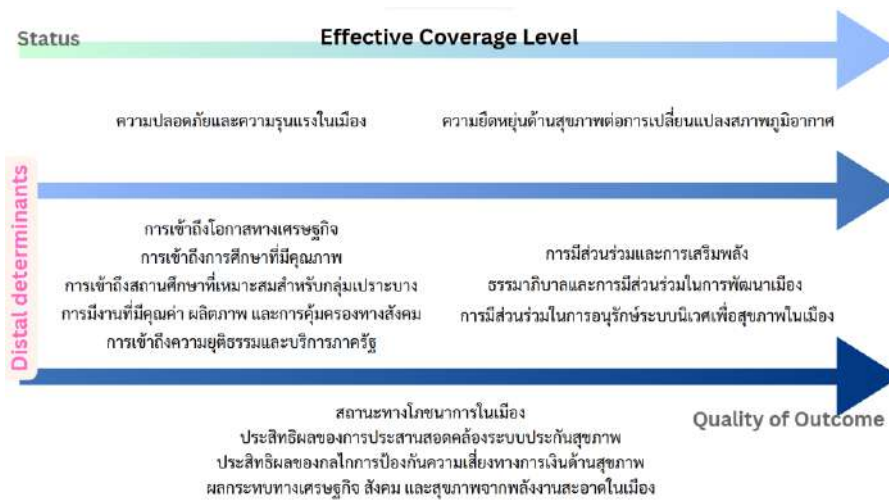 Status
Effective Coverage Level
ความปลอดภัยและความรุนแรงในเมือง
ความยืดหยุ่นด้านสุขภาพต่อการเปลี่ยนแปลงสภาพภูมิอากาศ
Distal determinants
การเข้าถึงโอกาสทางเศรษฐกิจ
การเข้าถึงการศึกษาที่มีคุณภาพ
การเข้าถึงสถานศึกษาที่เหมาะสมสำหรับกลุ่มเปราะบาง
การมีงานที่มีคุณค่า ผลิตภาพ และการคุ้มครองทางสังคม
การเข้าถึงความยุติธรรมและบริการภาครัฐ
การมีส่วนร่วมและการเสริมพลัง
ธรรมาภิบาลและการมีส่วนร่วมในการพัฒนาเมือง
การมีส่วนร่วมในการอนุรักษ์ระบบนิเวศเพื่อสุขภาพในเมือง
สถานะทางโภชนาการในเมือง
Quality of Outcome
ประสิทธิผลของการประสานสอดคล้องระบบประกันสุขภาพ
ประสิทธิผลของกลไกการป้องกันความเสี่ยงทางการเงินด้านสุขภาพ
ผลกระทบทางเศรษฐกิจ สังคม และสุขภาพจากพลังงานสะอาดในเมือง